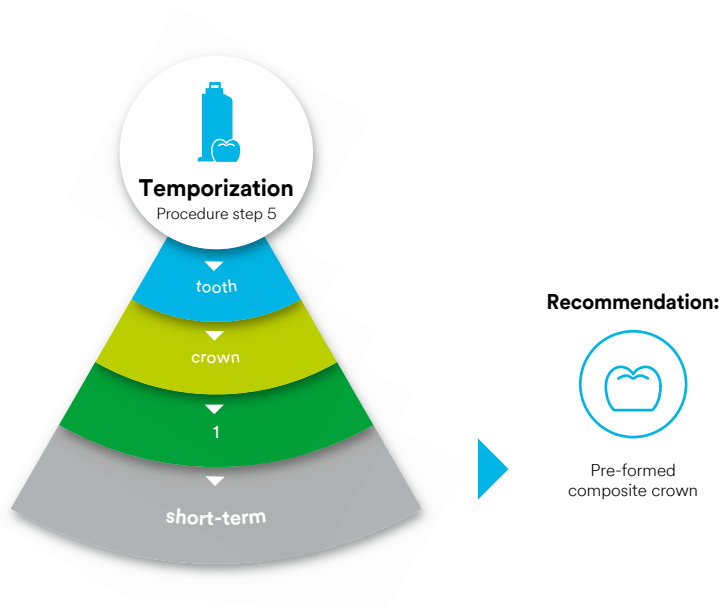 Temporization
Procedure step 5
tooth
crown
1
short-term
Recommendation:
Pre-formed
composite crown